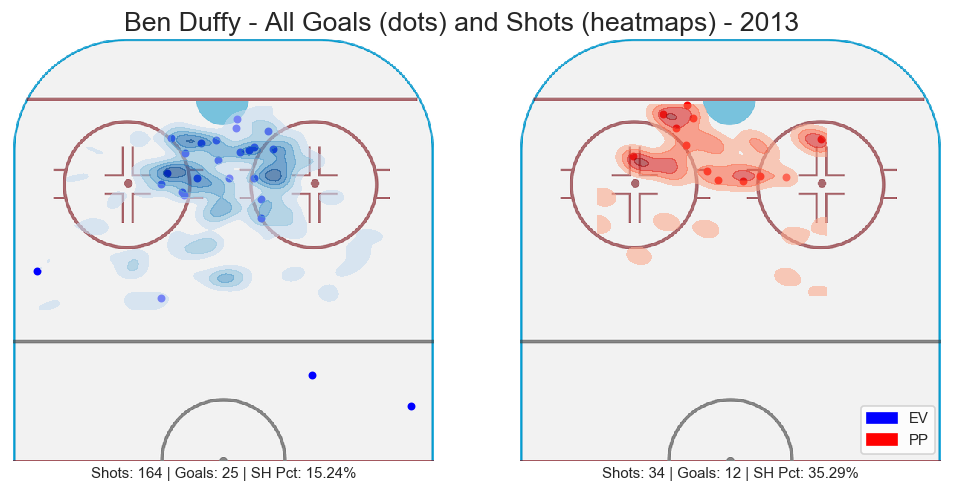 Ben Duffy - All Goals (dots) and Shots (heatmaps) - 2013
EV
PP
Shots: 164 | Goals: 25 | SH Pct: 15.24%
Shots: 34 | Goals: 12 | SH Pct: 35.29%